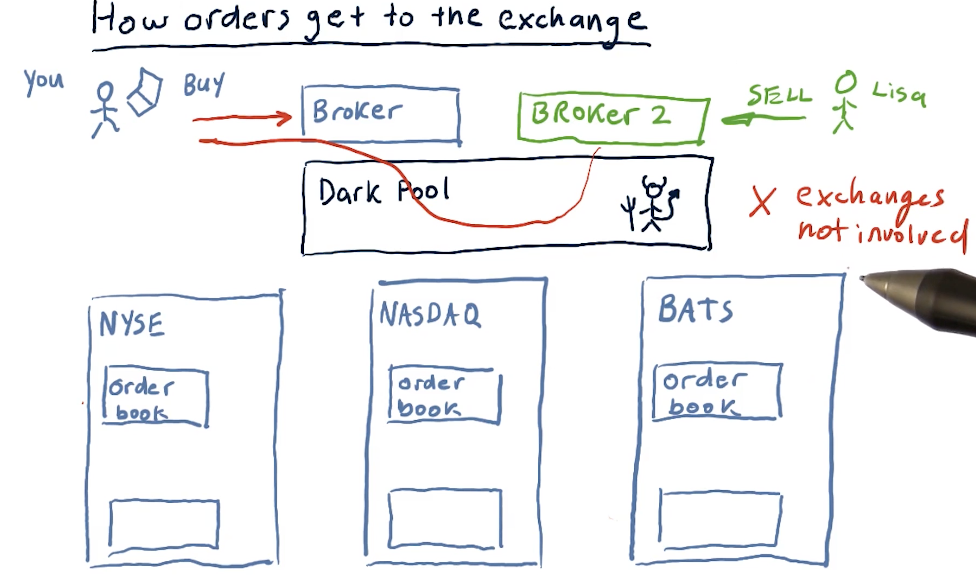 How orders get to the exchange
You
BUY
Broker
BROKER 2
SELL
Lisa
Dark Pool
X exchanges
not involved
NYSE
NASDAQ
BATS
order
book
order
book
order
book